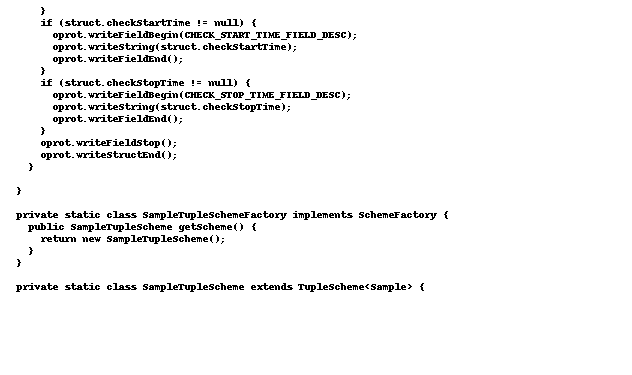 }
    if (struct.checkStartTime != null) {
      oprot.writeFieldBegin(CHECK_START_TIME_FIELD_DESC);
      oprot.writeString(struct.checkStartTime);
      oprot.writeFieldEnd();
    }
    if (struct.checkStopTime != null) {
      oprot.writeFieldBegin(CHECK_STOP_TIME_FIELD_DESC);
      oprot.writeString(struct.checkStopTime);
      oprot.writeFieldEnd();
    }
    oprot.writeFieldStop();
    oprot.writeStructEnd();
  }

}

private static class SampleTupleSchemeFactory implements SchemeFactory {
  public SampleTupleScheme getScheme() {
    return new SampleTupleScheme();
  }
}

private static class SampleTupleScheme extends TupleScheme<Sample> {